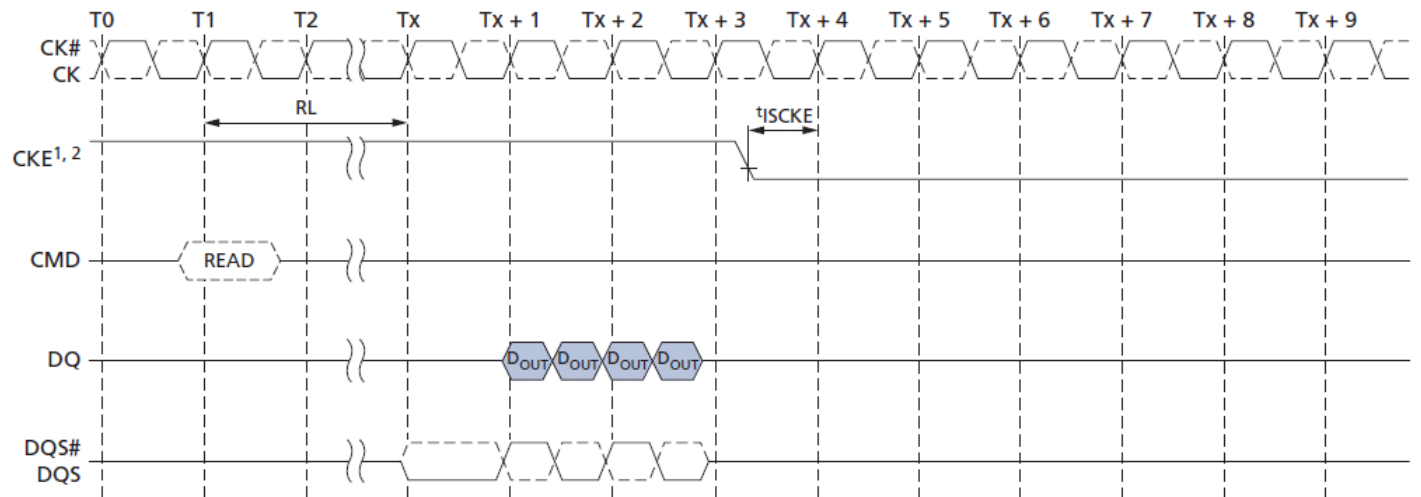 T0 T1 T2 Tx Tx + 1 Tx + 2 Tx + 3 Tx + 4 Tx + 5 Tx + 6 Tx + 7 Tx + 8 Tx + 9
CK#
CK
RL
tISCKE
CKE1, 2
CMD READ
DQ DOUT DOUT DOUT DOUT
DQS#
DQS